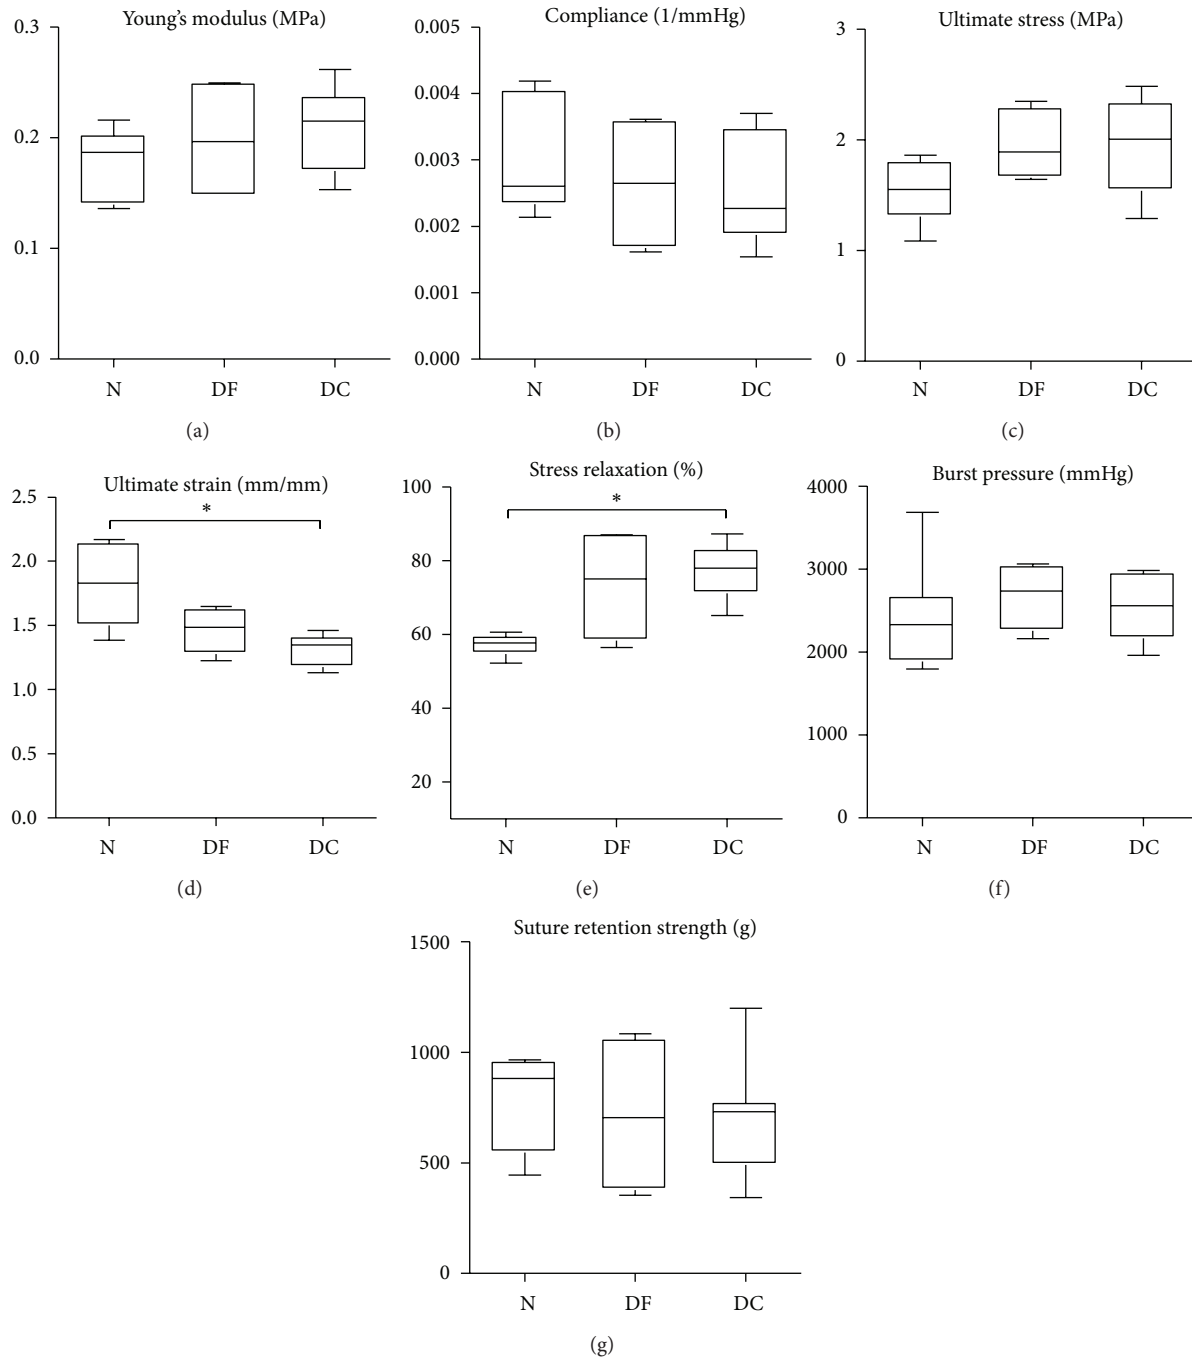 Young's modulus (MPa)
0.3
0.2
0.1
0.0
N DF DC
(a)
Compliance (1/mmHg)
0.005
0.004
0.003
0.002
0.001
0.000
N DF DC
(b)
Ultimate stress (MPa)
3
2
1
0
N DF DC
(c)
Ultimate strain (mm/mm)
2.5
2.0
1.5
1.0
0.5
0.0
*
N DF DC
(d)
Stress relaxation (%)
100
80
60
40
20
*
N DF DC
(e)
Burst pressure (mmHg)
4000
3000
2000
1000
0
N DF DC
(f)
Suture retention strength (g)
1500
1000
500
0
N DF DC
(g)